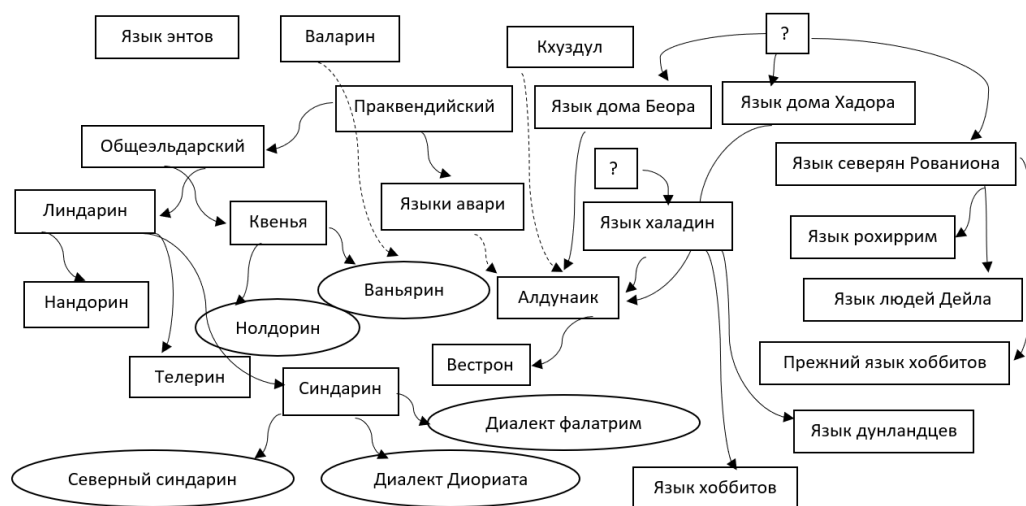 Язык энтов
Валарин
Кхуздул
?
Праквендийский
Язык дома Беора
Язык дома Хадора
Общеэльдарский
?
Язык северян Рованиона
Линдарин
Квенья
Языки авари
Язык халадин
Язык рохиррим
Нандорин
Ваньярин
Алдунаик
Язык людей Дейла
Нолдорин
Вестрон
Прежний язык хоббитов
Телерин
Синдарин
Диалект фалатрим
Язык дунландцев
Северный синдарин
Диалект Диориата
Язык хоббитов